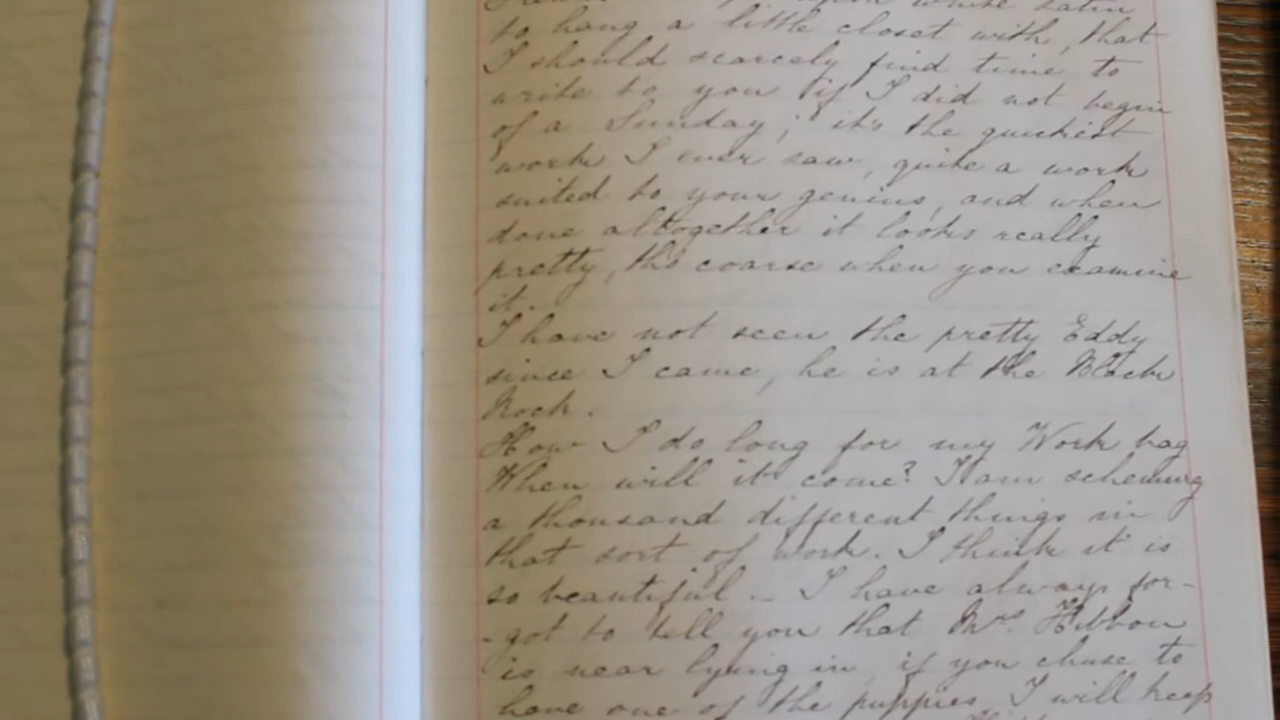 upon white satin
to hang a little closet with, that
I should scarcely find time to
write to you if I did not begin
of a Sunday; it's the quickest
work I ever saw, quite a work
suited to your genius, and when
done altogether it looks really
pretty, tho' coarse when you examine
it.
I have not seen the pretty Eddy
since I came, he is at the Black
Rock.
How I do long for my Work bag
When will it come? I am scheming
a thousand different things in
that sort of work. I think it is
so beautiful. – I have always for-
-got to tell you that Mrs. Hibbon
is near lying in, if you chuse to
have one of the puppies I will keep